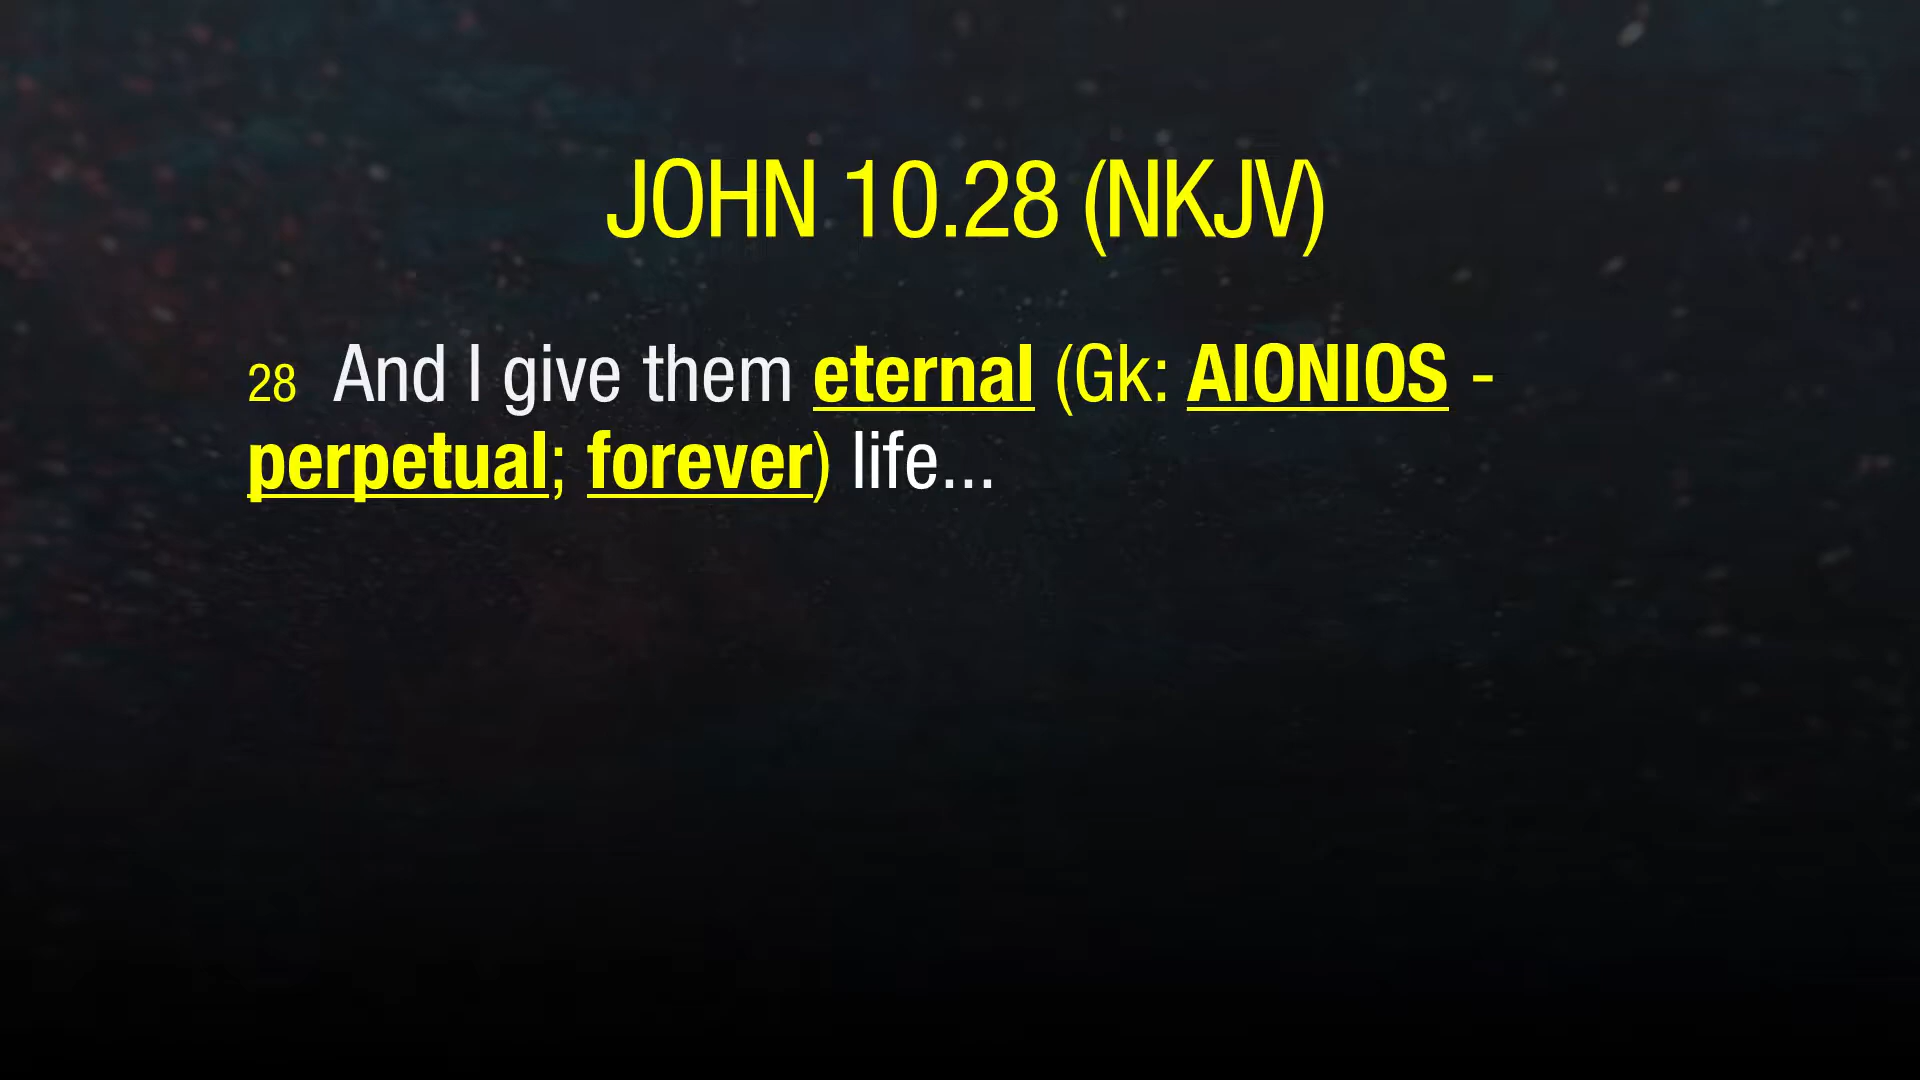 JOHN 10.28 (NKJV)
28 And I give them eternal (Gk: AIONIOS -
perpetual; forever) life...